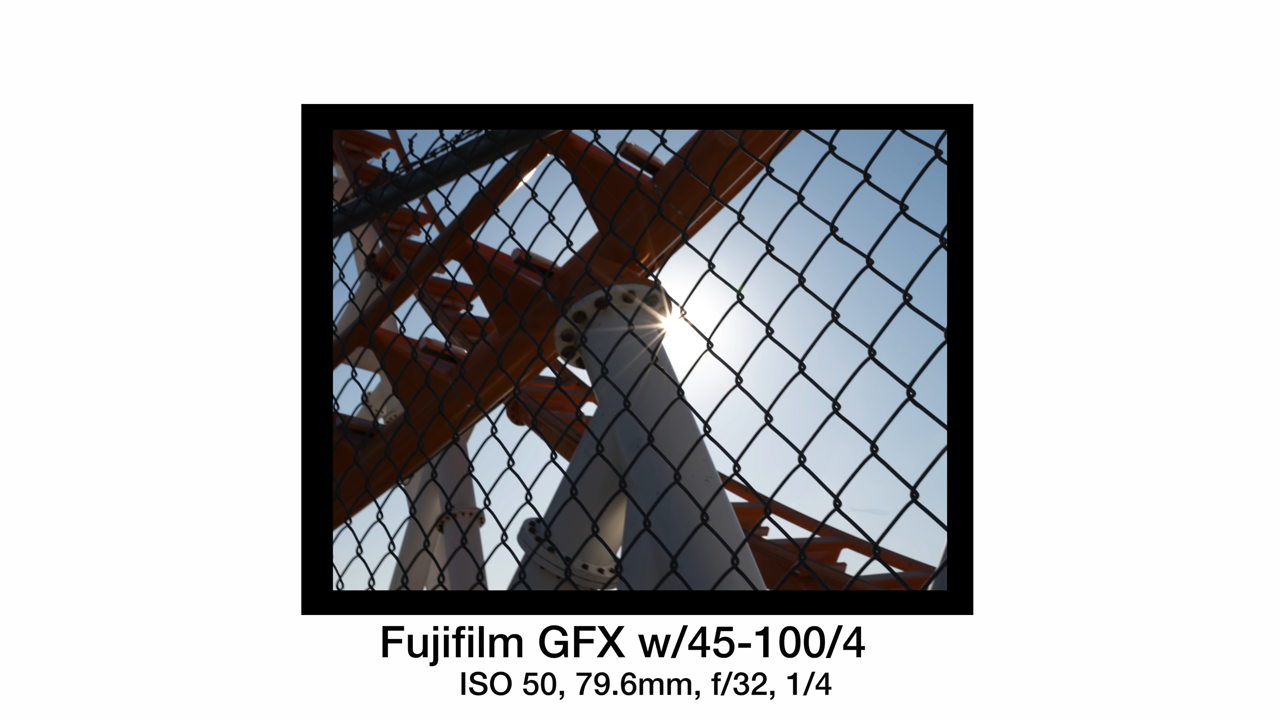 Fujifilm GFX w/45-100/4
ISO 50, 79.6mm, f/32, 1/4